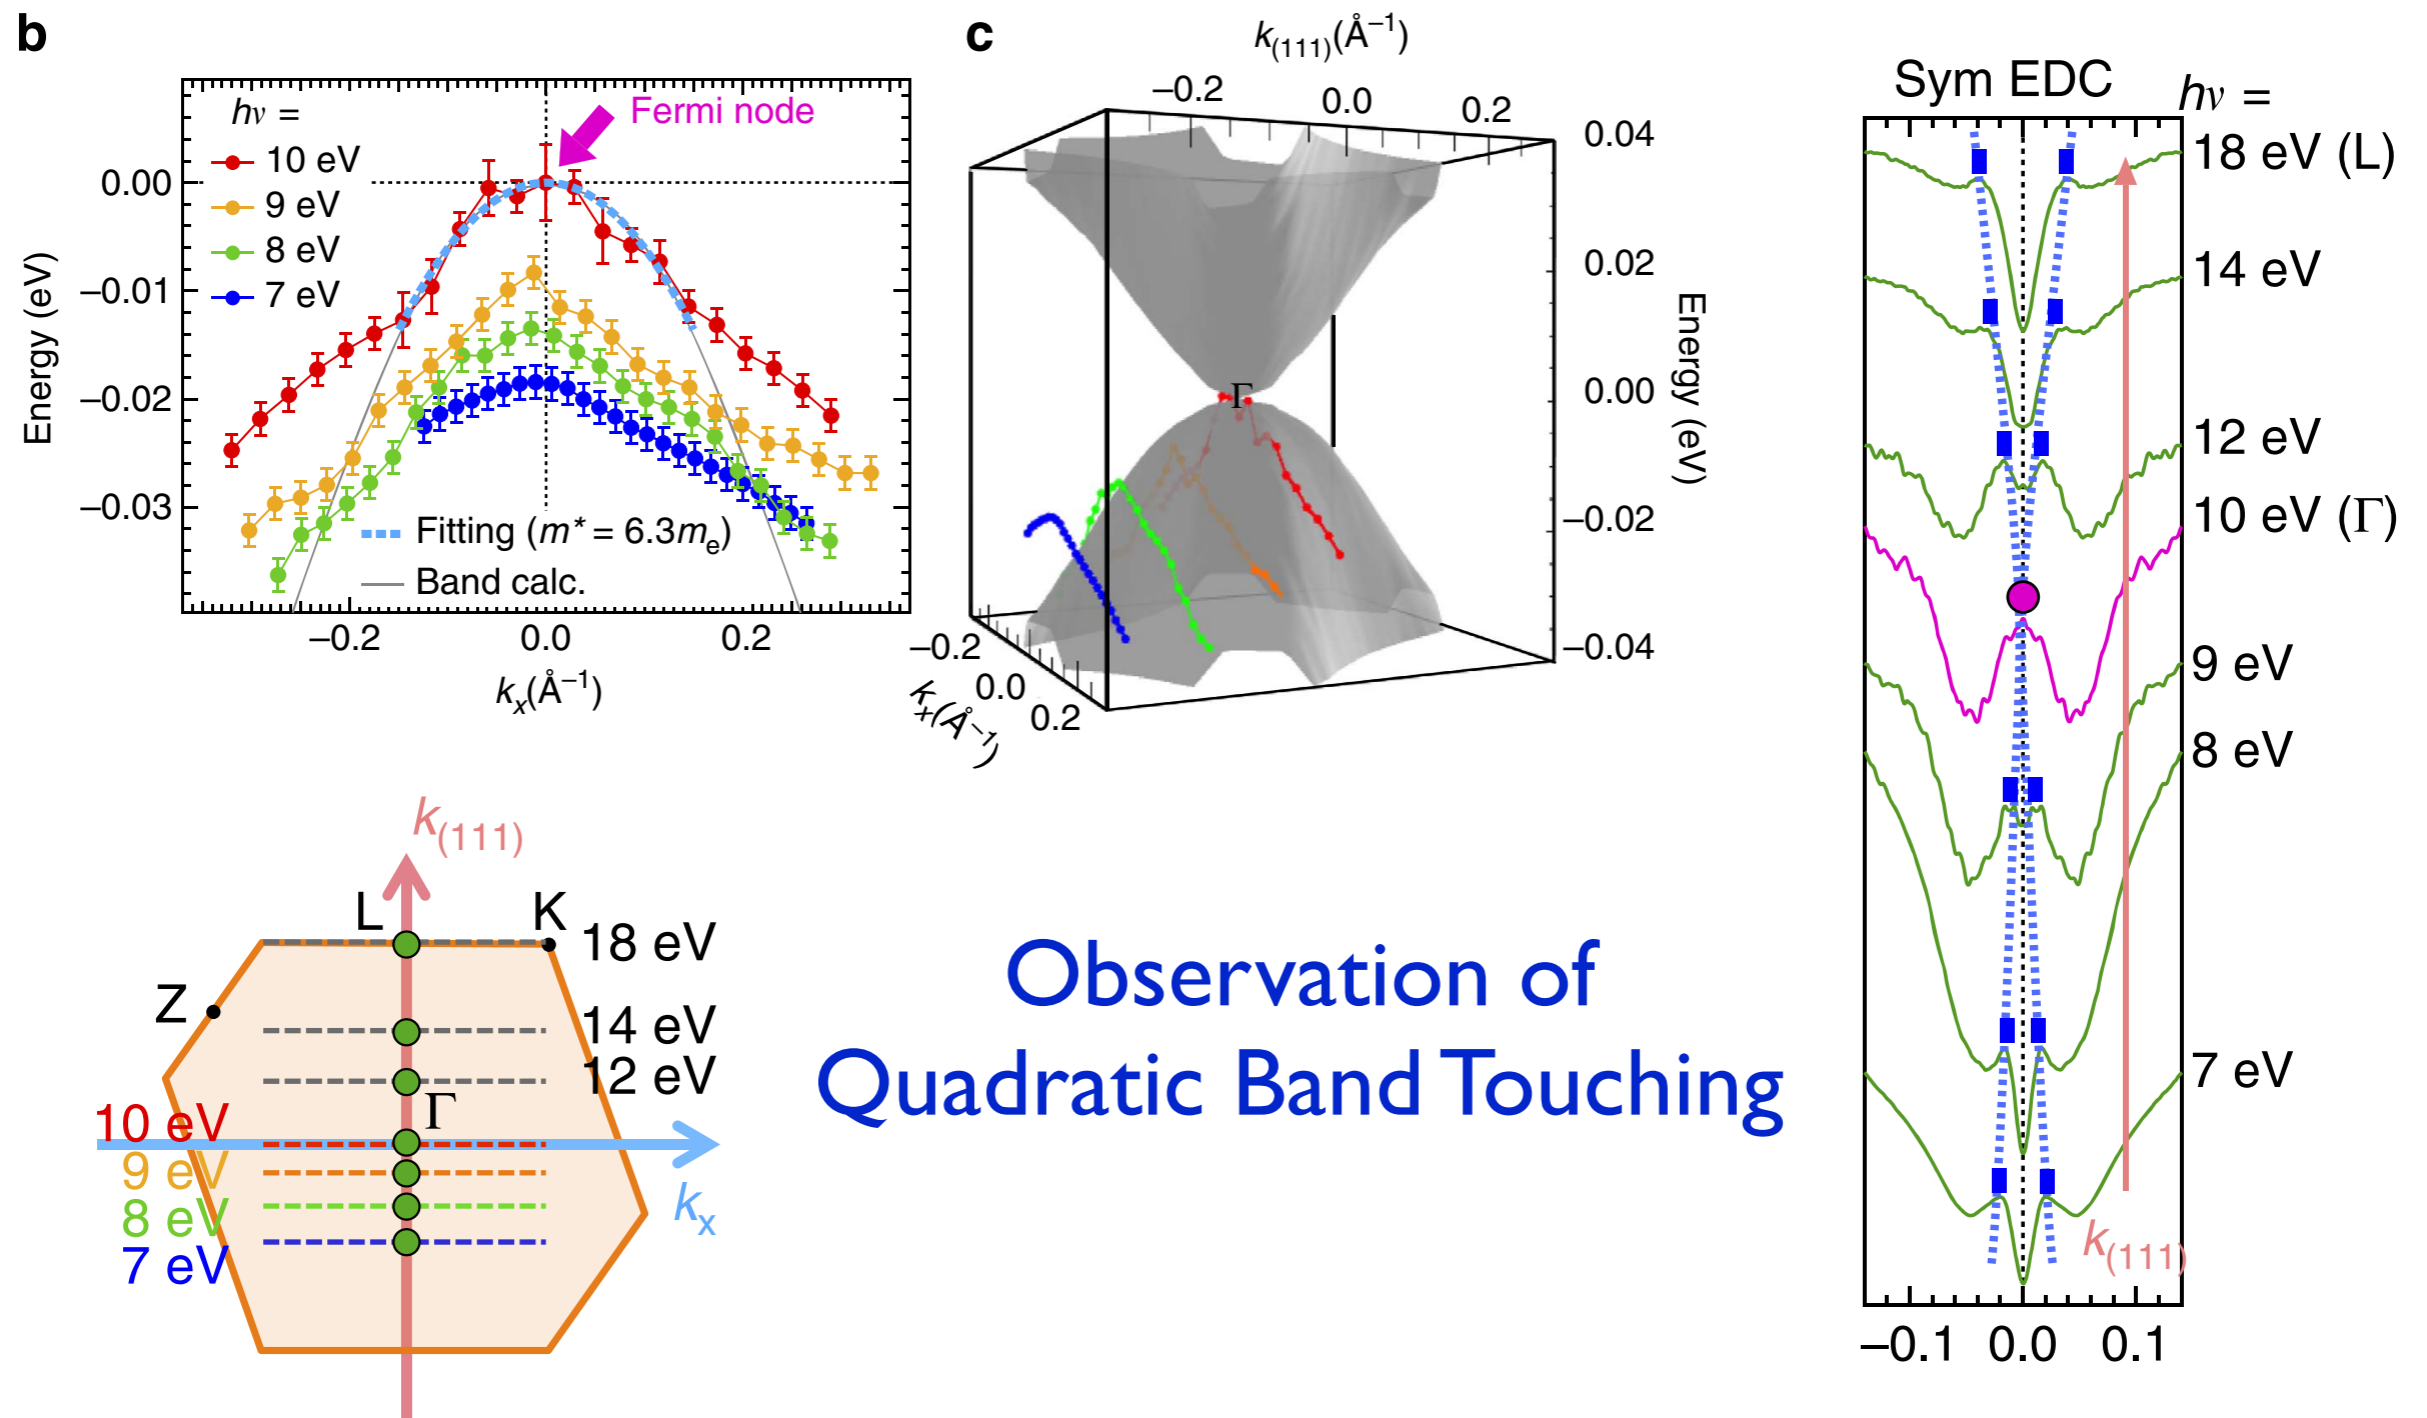 b
hν =
10 eV
9 eV
8 eV
7 eV
Fermi node
0.00
−0.01
−0.02
−0.03
Energy (eV)
Fitting (m* = 6.3mₑ)
Band calc.
−0.2 0.0 0.2
kₓ(Å⁻¹)
c
k₍₁₁₁₎(Å⁻¹)
−0.2 0.0 0.2
0.04
0.02
0.00
−0.02
−0.04
Energy (eV)
Γ
−0.2
0.0
0.2
kₓ(Å⁻¹)
Sym EDC
hν =
18 eV (L)
14 eV
12 eV
10 eV (Γ)
9 eV
8 eV
7 eV
k₍₁₁₁₎
−0.1 0.0 0.1
k₍₁₁₁₎
L
K
18 eV
Z
14 eV
12 eV
Γ
10 eV
9 eV
8 eV
7 eV
kₓ
Observation of
Quadratic Band Touching